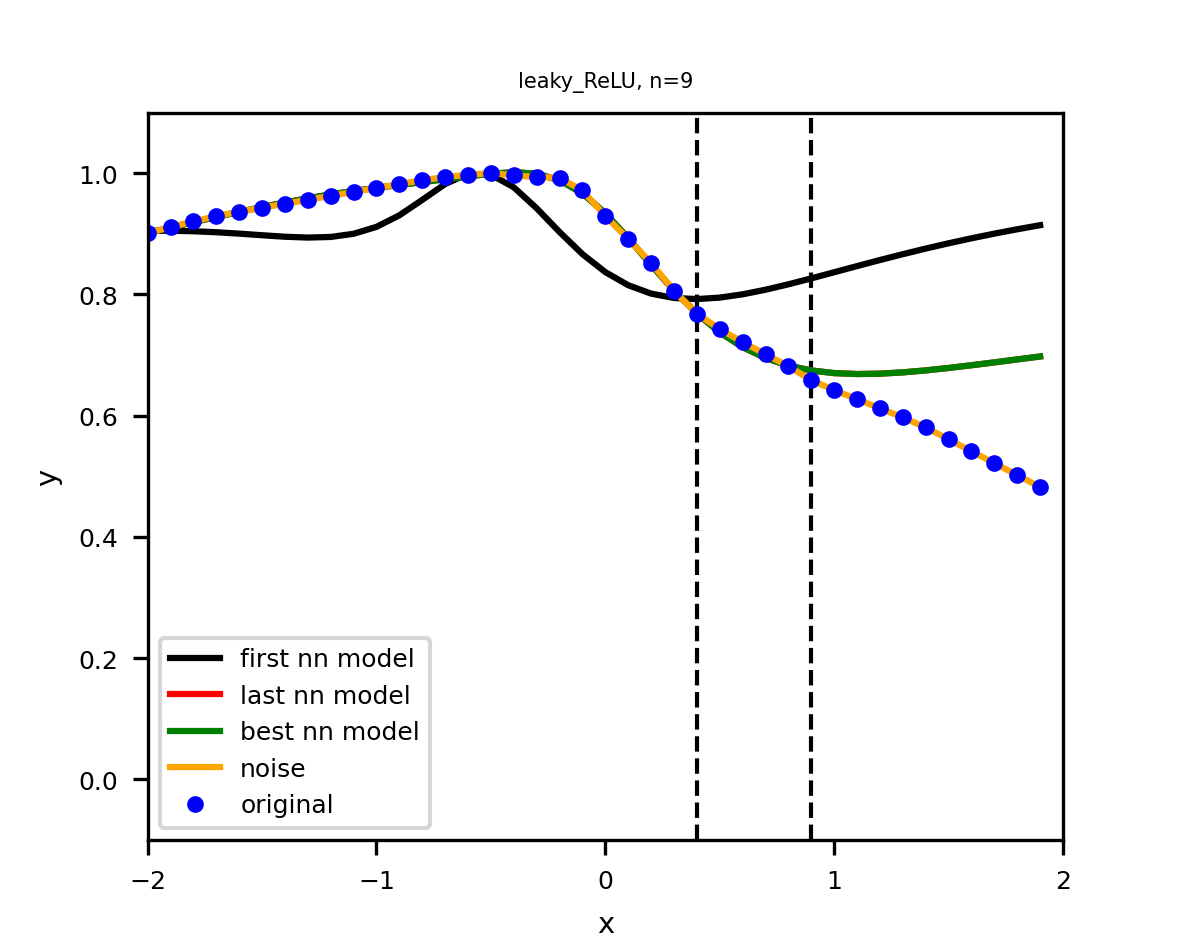 leaky_ReLU, n=9
1.0
0.8
0.6
0.4
0.2
0.0
y
first nn model
last nn model
best nn model
noise
original
−2
−1
0
1
2
x